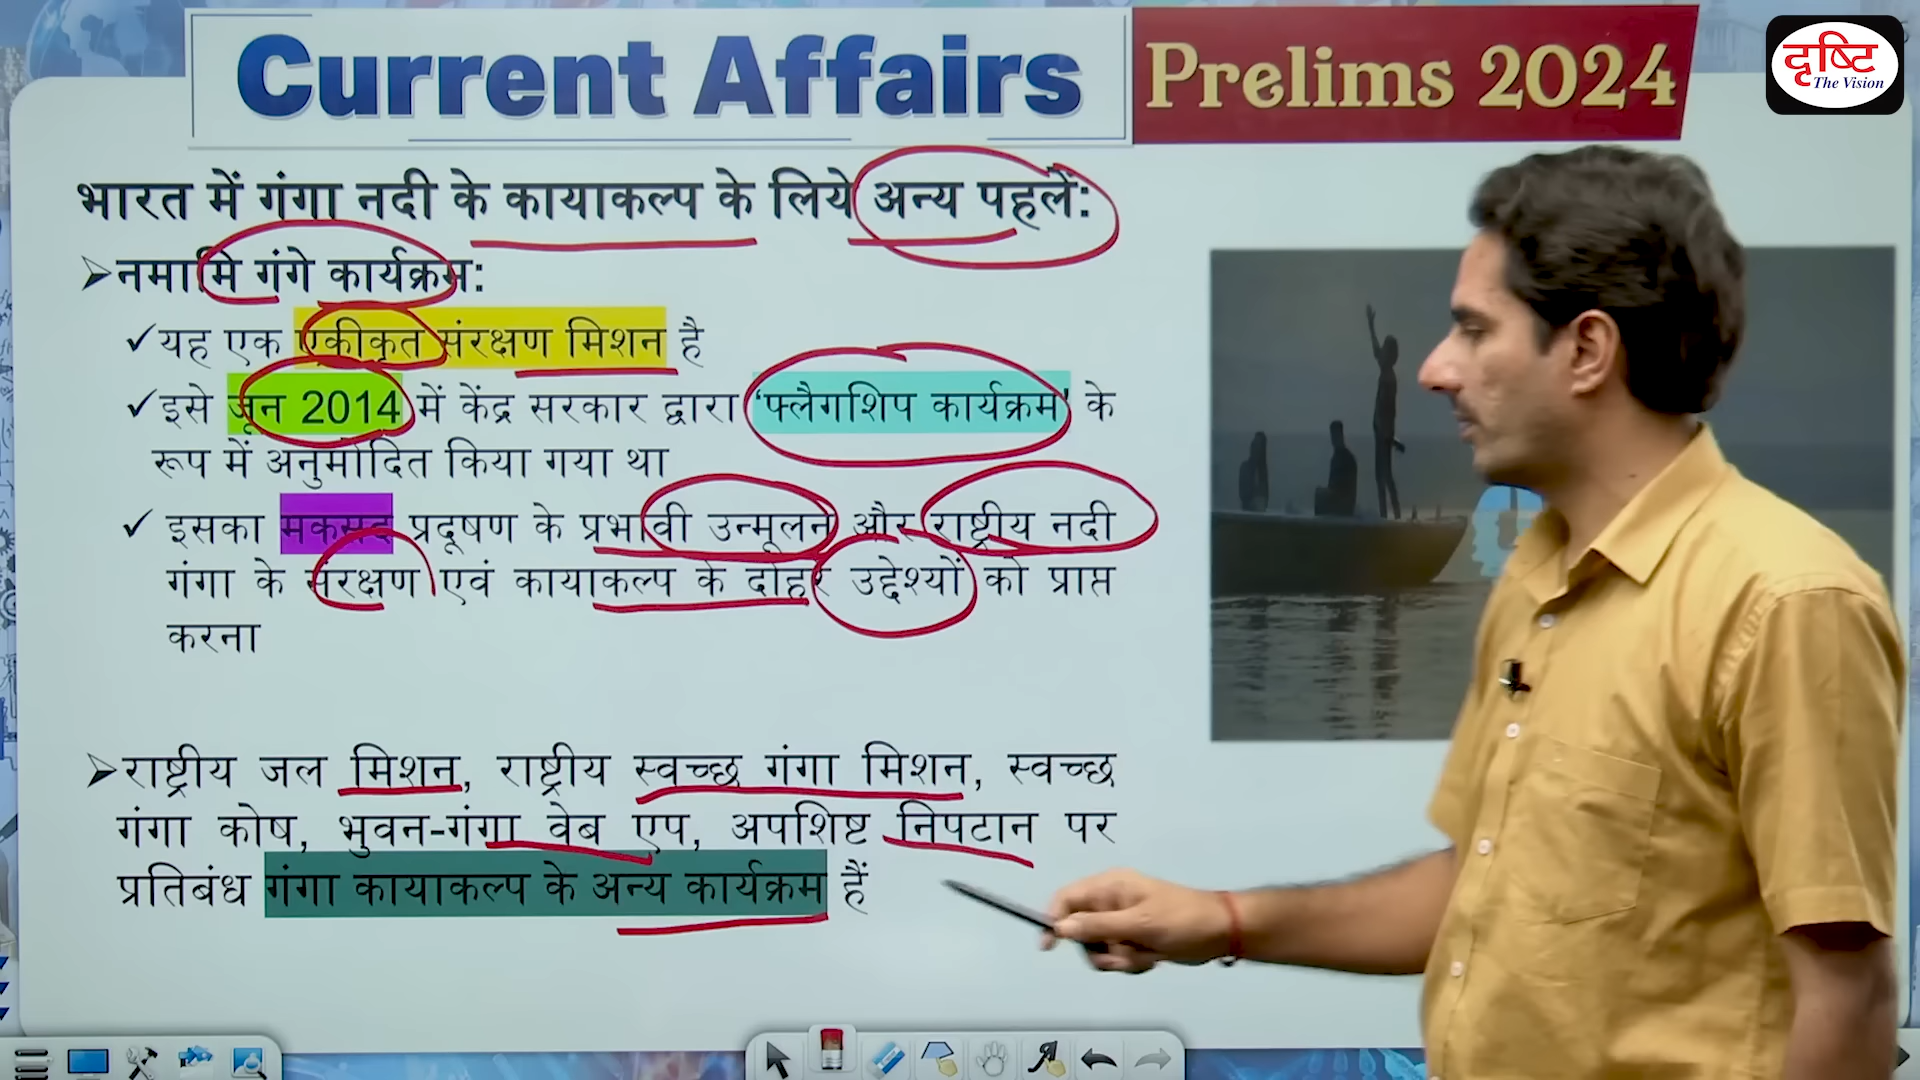 Current Affairs
Prelims 2024
दृष्टि
The Vision
भारत में गंगा नदी के कायाकल्प के लिये अन्य पहलें:
नमामि गंगे कार्यक्रम:
यह एक एकीकृत संरक्षण मिशन है
इसे जून 2014 में केंद्र सरकार द्वारा ‘फ्लैगशिप कार्यक्रम’ के
रूप में अनुमोदित किया गया था
इसका मकसद प्रदूषण के प्रभावी उन्मूलन और राष्ट्रीय नदी
गंगा के संरक्षण एवं कायाकल्प के दोहरे उद्देश्यों को प्राप्त
करना
राष्ट्रीय जल मिशन, राष्ट्रीय स्वच्छ गंगा मिशन, स्वच्छ
गंगा कोष, भुवन-गंगा वेब एप, अपशिष्ट निपटान पर
प्रतिबंध गंगा कायाकल्प के अन्य कार्यक्रम हैं